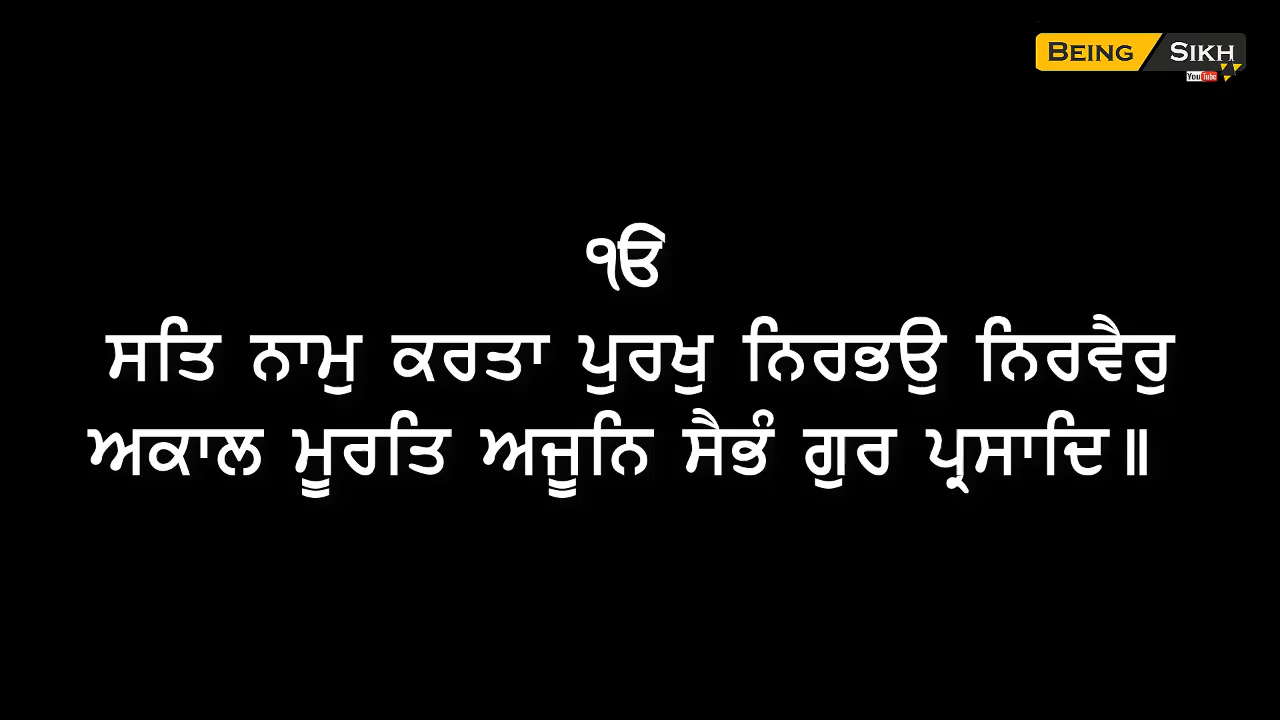 BEING SIKH
YouTube
ੴ
ਸਤਿ ਨਾਮੁ ਕਰਤਾ ਪੁਰਖੁ ਨਿਰਭਉ ਨਿਰਵੈਰੁ
ਅਕਾਲ ਮੂਰਤਿ ਅਜੂਨਿ ਸੈਭੰ ਗੁਰ ਪ੍ਰਸਾਦਿ॥